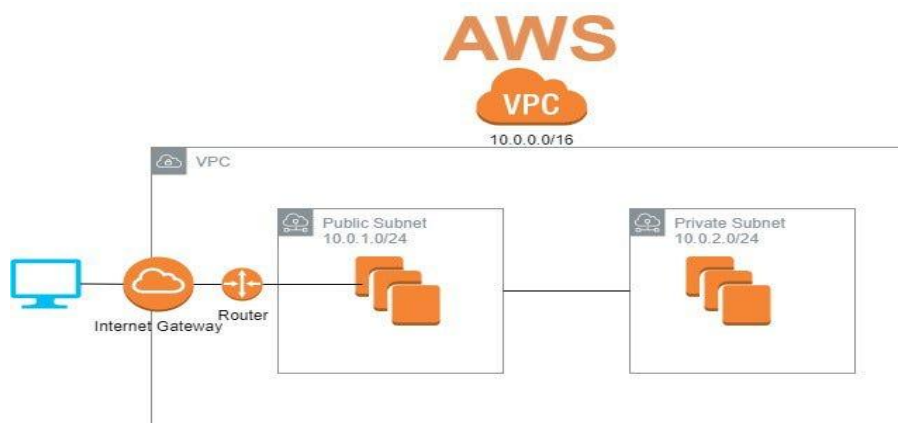 AWS
VPC
10.0.0.0/16
VPC
Public Subnet
10.0.1.0/24
Private Subnet
10.0.2.0/24
Router
Internet Gateway